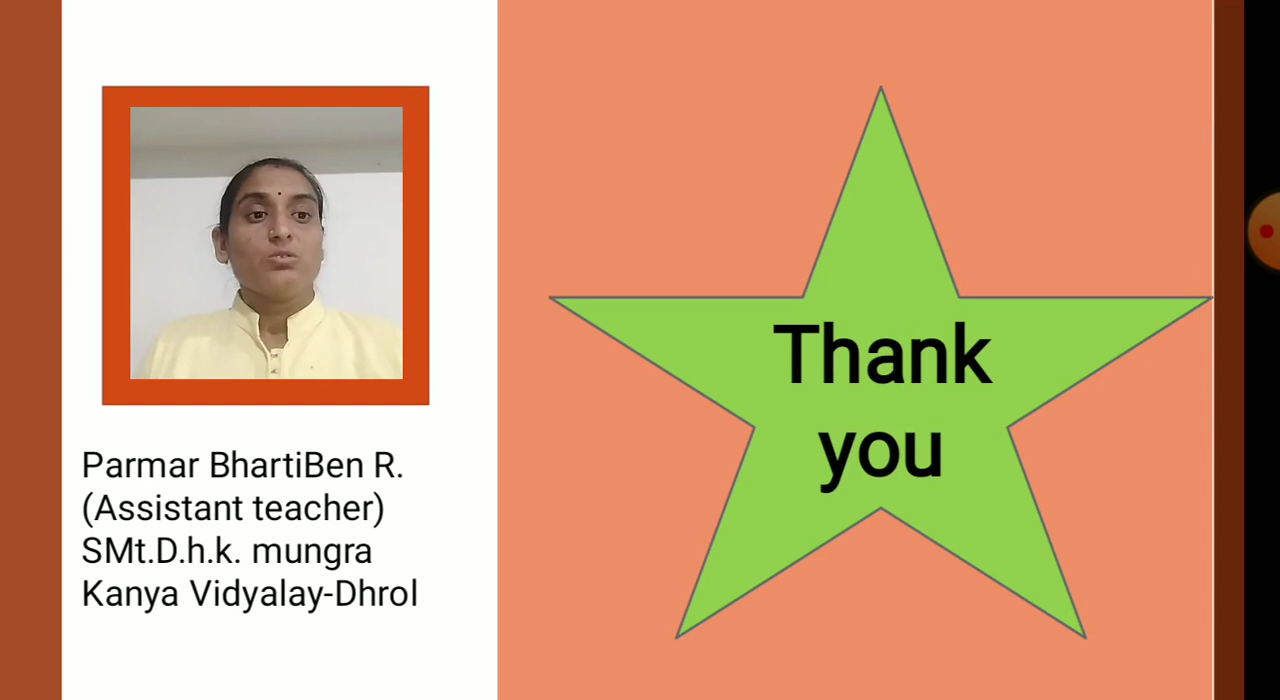 Parmar BhartiBen R.
(Assistant teacher)
SMt.D.h.k. mungra
Kanya Vidyalay-Dhrol
Thank
you